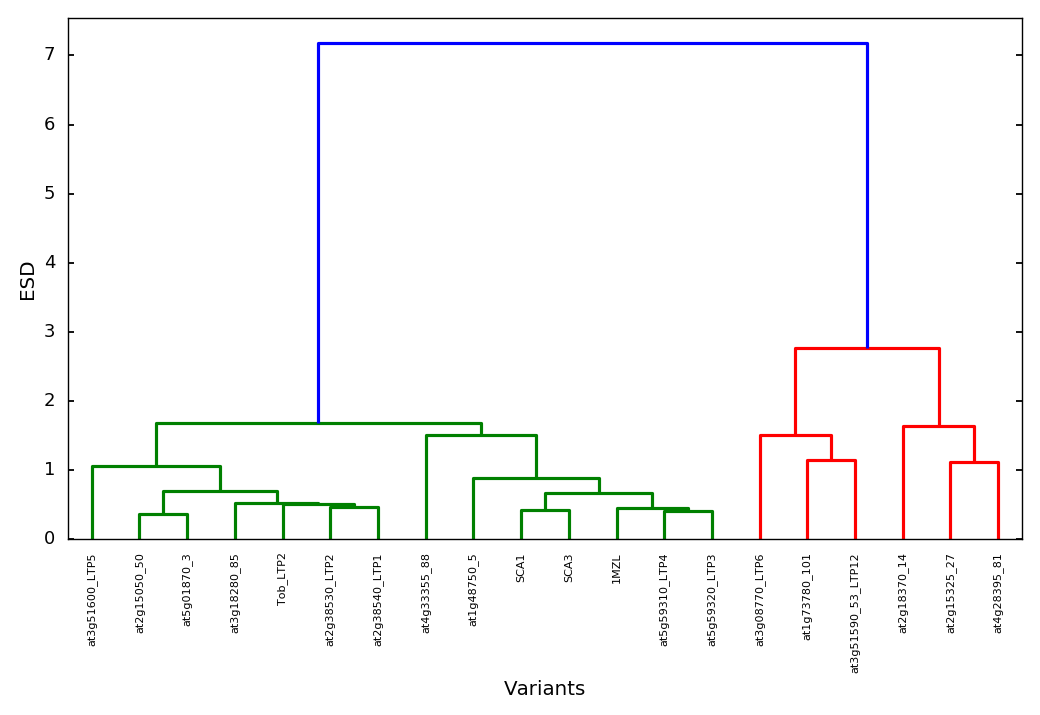 7
6
5
4
3
2
1
0
ESD
at3g51600_LTP5
at2g15050_50
at5g01870_3
at3g18280_85
Tob_LTP2
at2g38530_LTP2
at2g38540_LTP1
at4g33355_88
at1g48750_5
SCA1
SCA3
1MZL
at5g59310_LTP4
at5g59320_LTP3
at3g08770_LTP6
at1g73780_101
at3g51590_53_LTP12
at2g18370_14
at2g15325_27
at4g28395_81
Variants